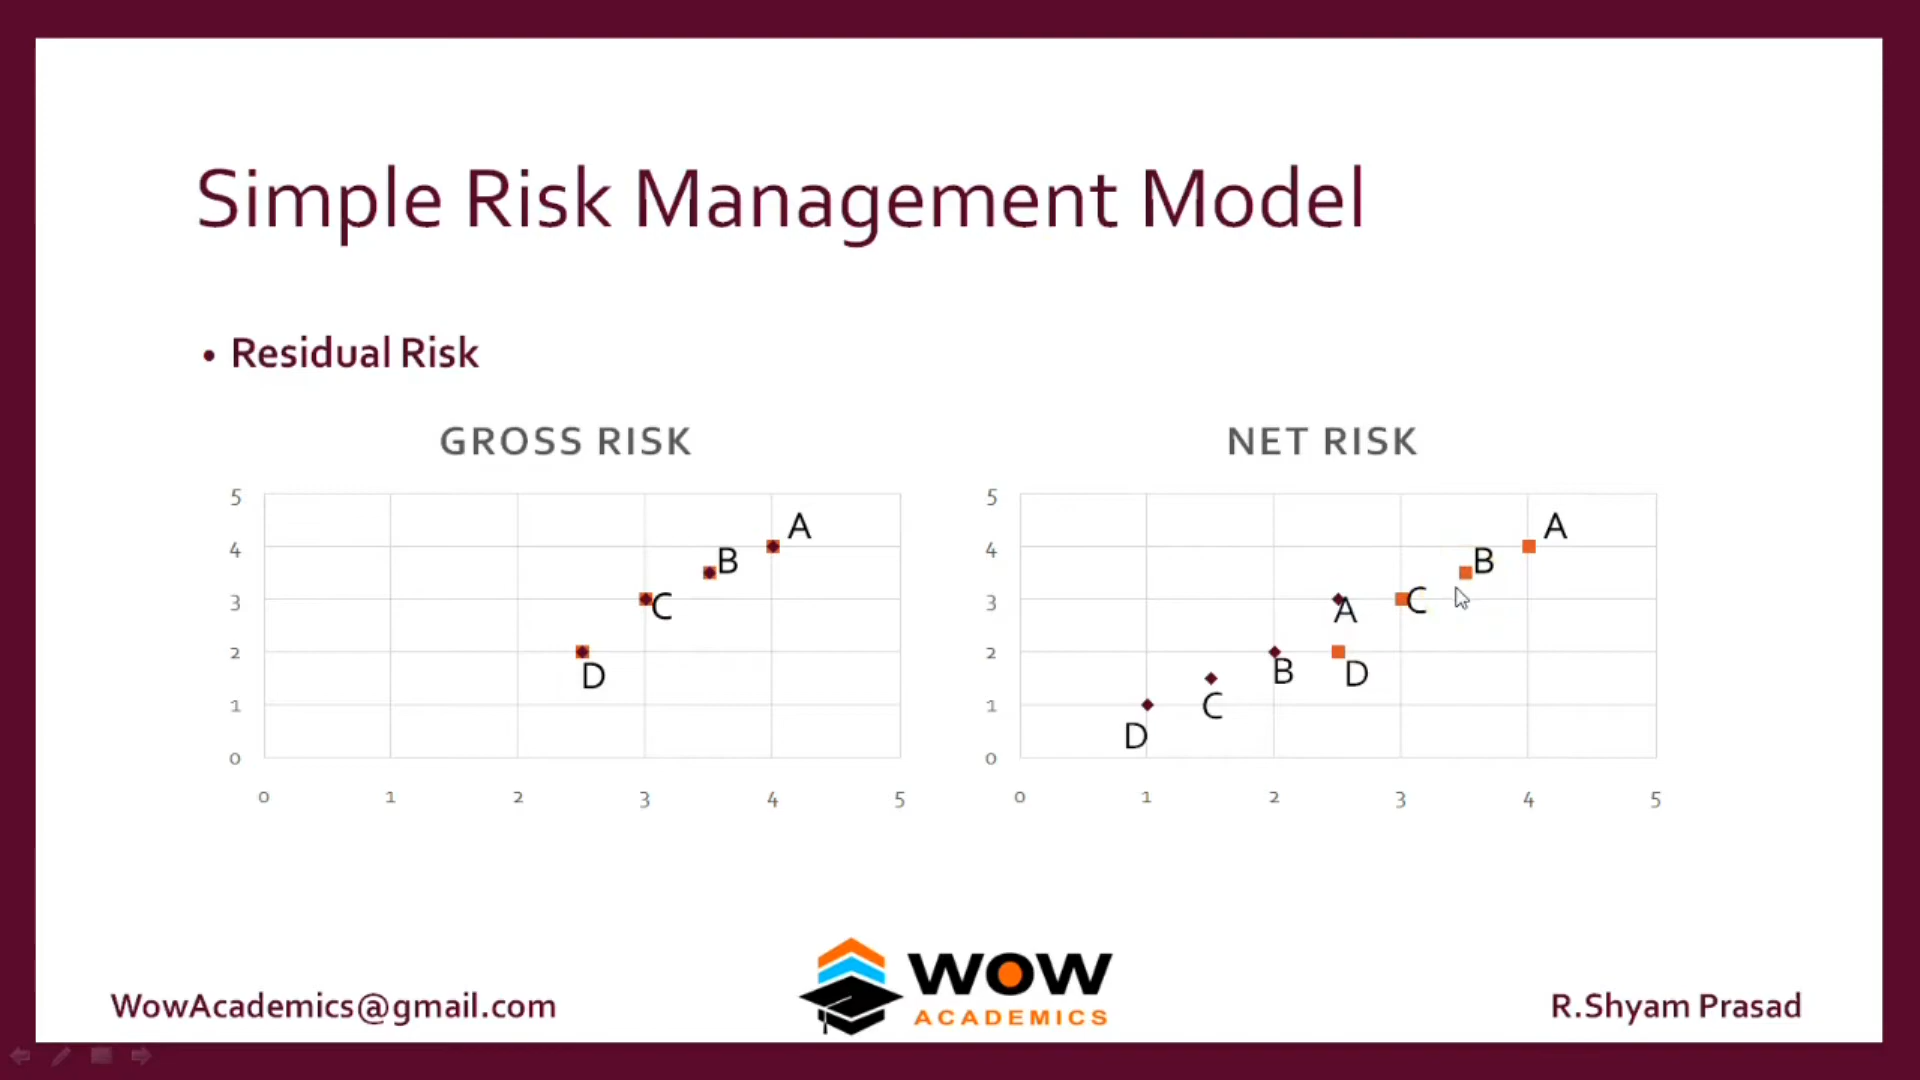 Simple Risk Management Model
• Residual Risk
GROSS RISK
5
4
3
2
1
0
0 1 2 3 4 5
A
B
C
D
NET RISK
5
4
3
2
1
0
0 1 2 3 4 5
A
B
C
A
B
D
C
D
WowAcademics@gmail.com
WOW
ACADEMICS
R.Shyam Prasad